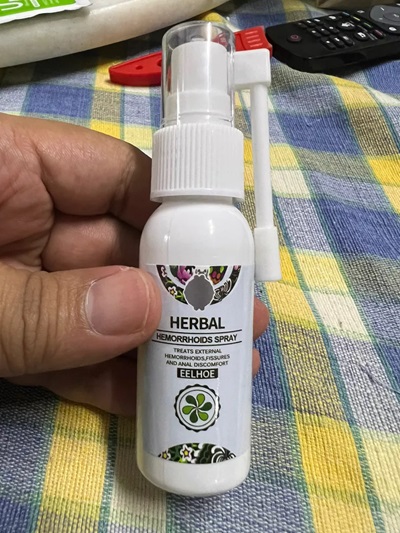 HERBAL
HEMORRHOIDS SPRAY
TREATS EXTERNAL
HEMORRHOIDS,FISSURES
AND ANAL DISCOMFORT
EELHOE